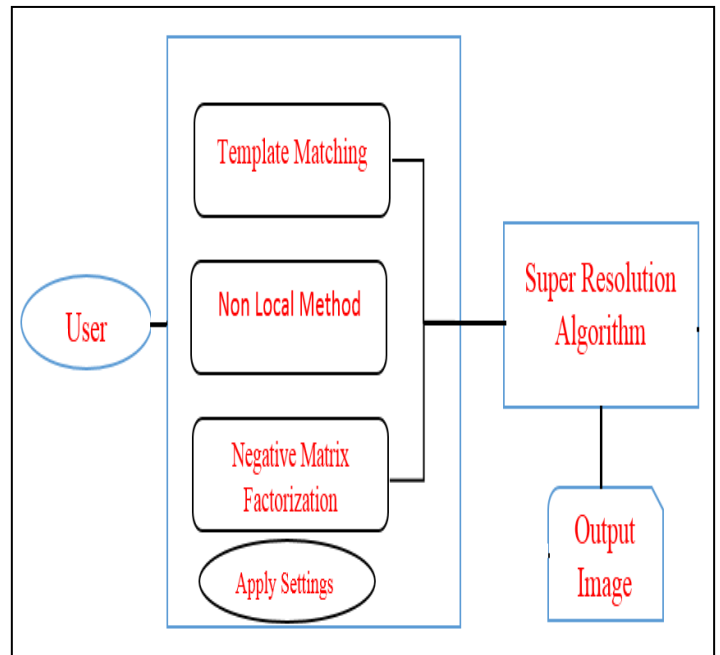 Template Matching
Non Local Method
Negative Matrix
Factorization
Apply Settings
User
Super Resolution
Algorithm
Output
Image